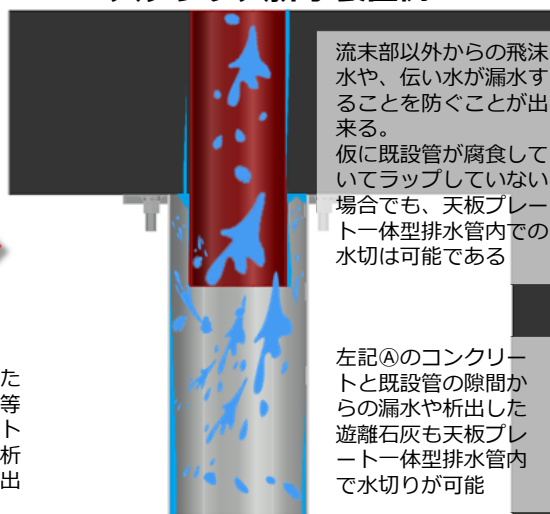 流末部以外からの飛沫
水や、伝い水が漏水す
ることを防ぐことが出
来る。
仮に既設管が腐食して
いてラップしていない
場合でも、天板プレー
ト一体型排水管内での
水切は可能である
た
等
ト
析
出
左記Ⓐのコンクリー
トと既設管の隙間か
らの漏水や析出した
遊離石灰も天板プレ
ート一体型排水管内
で水切りが可能